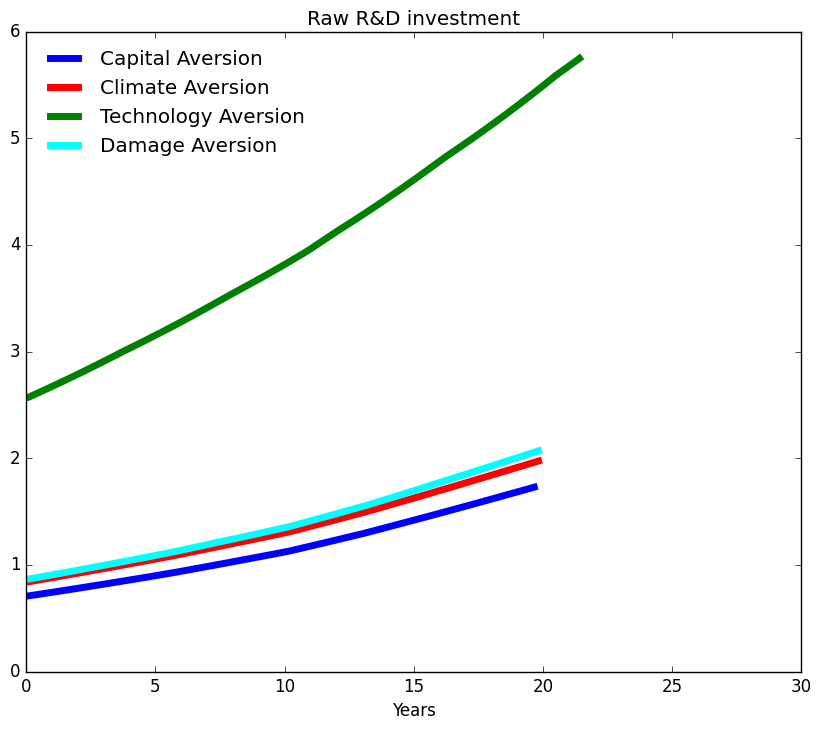 Raw R&D investment
6
Capital Aversion
Climate Aversion
Technology Aversion
Damage Aversion
5
4
3
2
1
0
0 5 10 15 20 25 30
Years